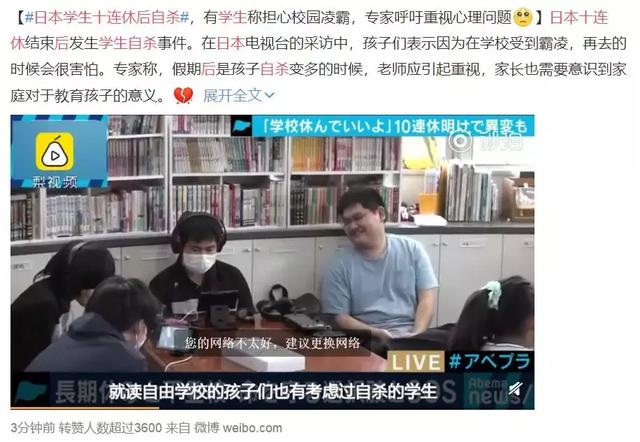 #日本学生十连休后自杀#，有学生称担心校园凌霸，专家呼吁重视心理问题🥺日本十连
休结束后发生学生自杀事件。在日本电视台的采访中，孩子们表示因为在学校受到霸凌，再去的
时候会很害怕。专家称，假期后是孩子自杀变多的时候，老师应引起重视，家长也需要意识到
家庭对于教育孩子的意义。💔 展开全文
「学校休んでいいよ」10連休明けで異変も
秒拍
梨视频
您的网络不太好，建议更换网络
LIVE #アベプラ
長期休
OS
Abema
news/
就读自由学校的孩子们也有考虑过自杀的学生
3分钟前 转赞人数超过3600 来自 微博 weibo.com